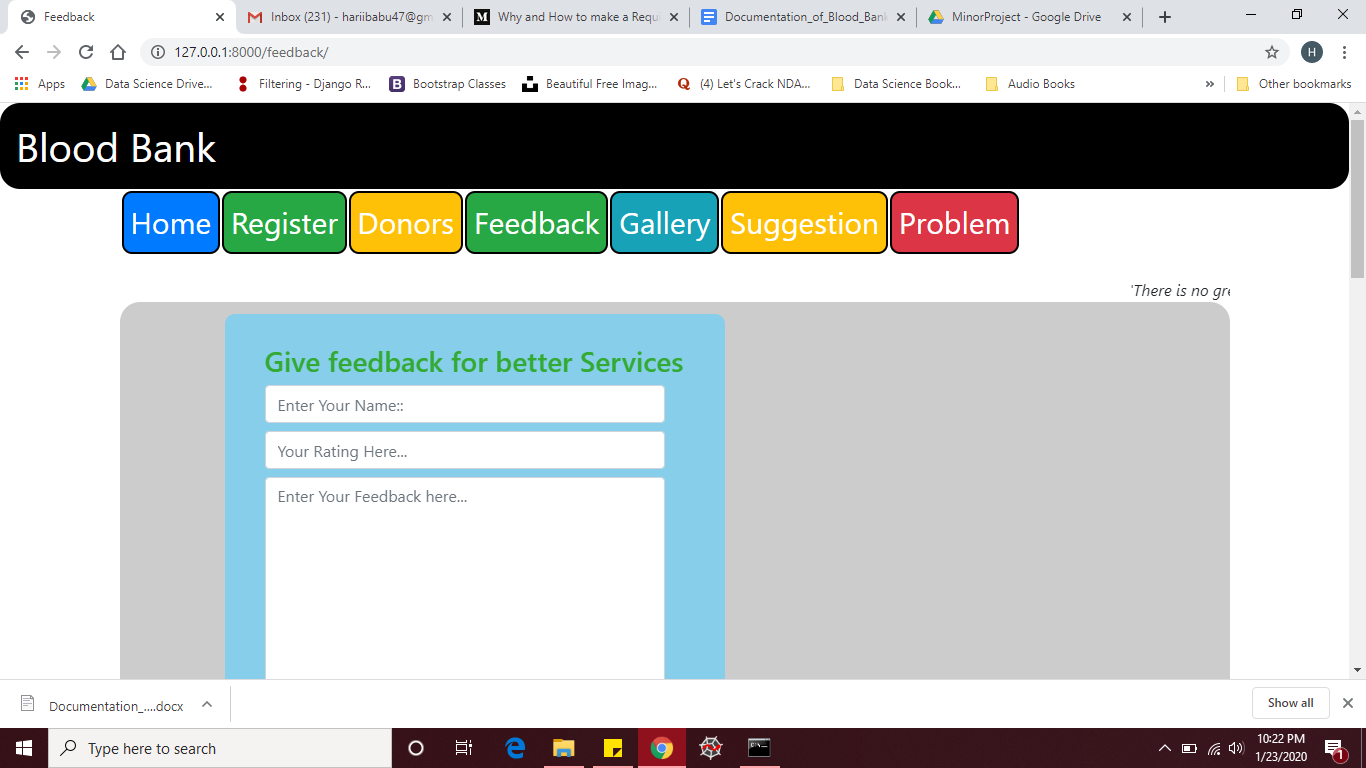 Feedback
Inbox (231) - hariibabu47@gm
Why and How to make a Requ
Documentation_of_Blood_Bank
MinorProject - Google Drive
127.0.0.1:8000/feedback/
H
Apps
Data Science Drive...
Filtering - Django R...
Bootstrap Classes
Beautiful Free Imag...
(4) Let's Crack NDA...
Data Science Book...
Audio Books
»
Other bookmarks
Blood Bank
Home Register Donors Feedback Gallery Suggestion Problem
'There is no gre
Give feedback for better Services
Enter Your Name::
Your Rating Here...
Enter Your Feedback here...
Documentation_....docx
Show all
Type here to search
10:22 PM
1/23/2020
1